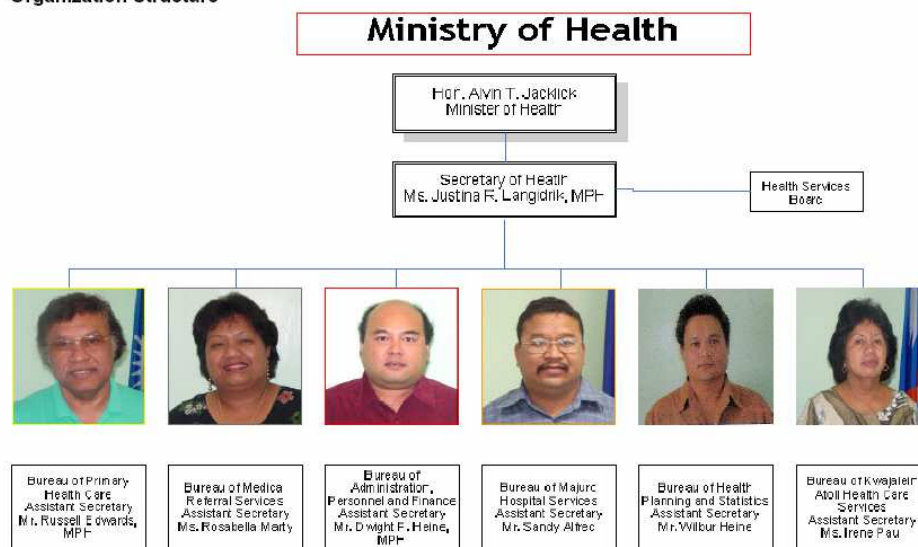 Organization Structure
Ministry of Health
Hon. Alvin T. Jacklick
Minister of Health
Secretary of Health
Ms. Justina R. Langidrik, MPH
Health Services
Board
Bureau of Primary
Health Care
Assistant Secretary
Mr. Russell Edwards,
MPH
Bureau of Medical
Referral Services
Assistant Secretary
Ms. Rosabella Marty
Bureau of
Administration,
Personnel and Finance
Assistant Secretary
Mr. Dwight F. Heine,
MPH
Bureau of Majuro
Hospital Services
Assistant Secretary
Mr. Sandy Alfred
Bureau of Health
Planning and Statistics
Assistant Secretary
Mr. Wilbur Heine
Bureau of Kwajalein
Atoll Health Care
Services
Assistant Secretary
Ms. Irene Paul